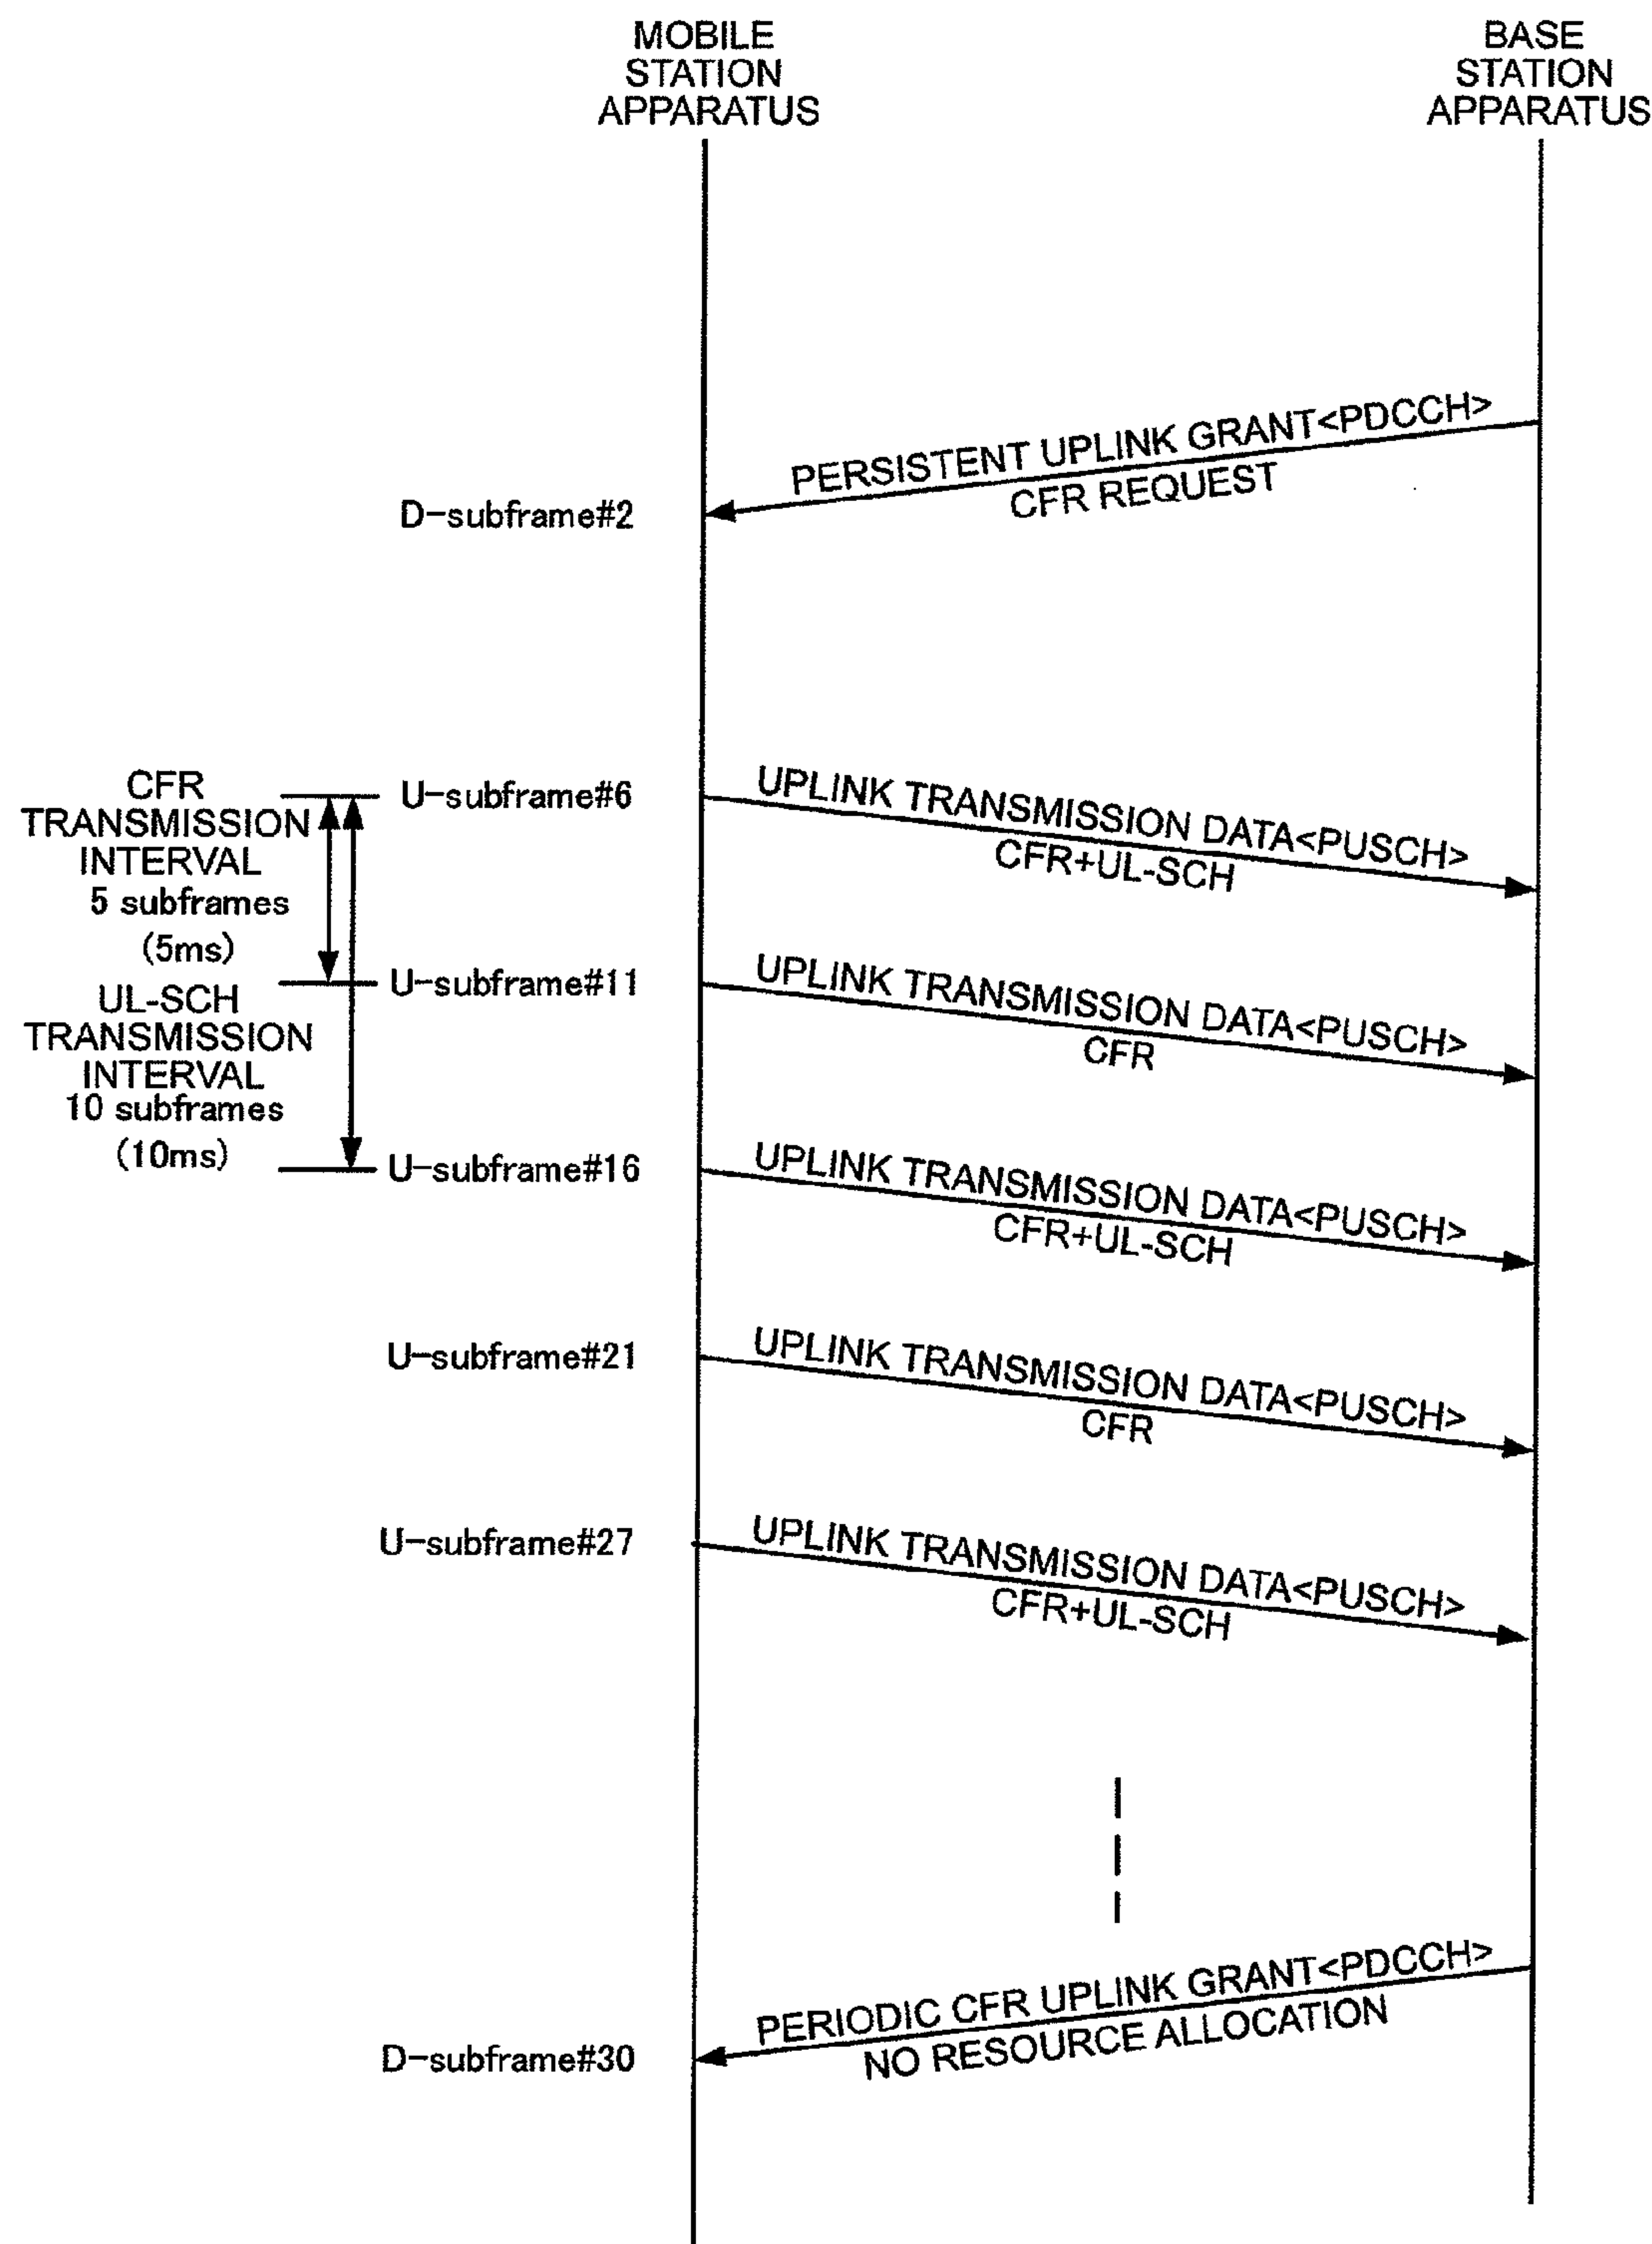 MOBILE
STATION
APPARATUS
BASE
STATION
APPARATUS
PERSISTENT UPLINK GRANT<PDCCH>
CFR REQUEST
D-subframe#2
CFR
TRANSMISSION
INTERVAL
5 subframes
(5ms)
U-subframe#6
UPLINK TRANSMISSION DATA<PUSCH>
CFR+UL-SCH
UL-SCH
TRANSMISSION
INTERVAL
10 subframes
(10ms)
U-subframe#11
UPLINK TRANSMISSION DATA<PUSCH>
CFR
U-subframe#16
UPLINK TRANSMISSION DATA<PUSCH>
CFR+UL-SCH
U-subframe#21
UPLINK TRANSMISSION DATA<PUSCH>
CFR
U-subframe#27
UPLINK TRANSMISSION DATA<PUSCH>
CFR+UL-SCH
PERIODIC CFR UPLINK GRANT<PDCCH>
NO RESOURCE ALLOCATION
D-subframe#30